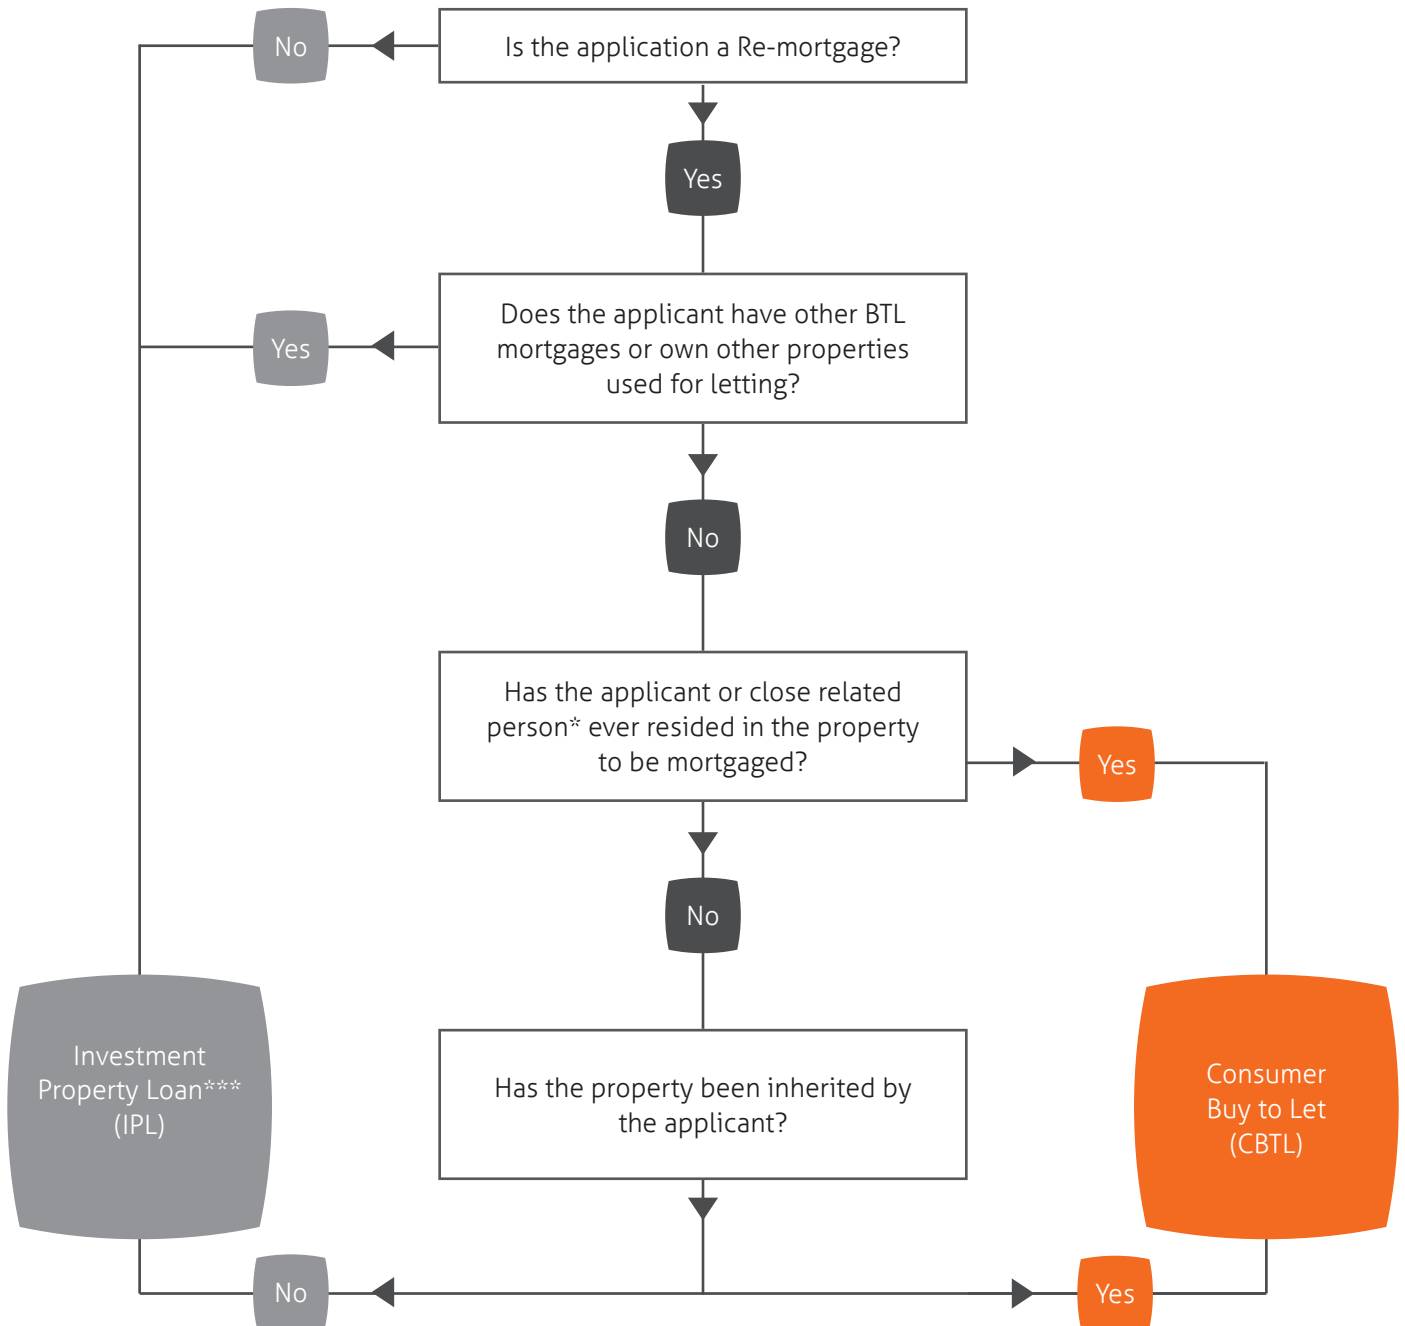 No
Is the application a Re-mortgage?
Yes
Does the applicant have other BTL
mortgages or own other properties
used for letting?
Yes
No
Has the applicant or close related
person* ever resided in the property
to be mortgaged?
Yes
No
Investment
Property Loan***
(IPL)
Has the property been inherited by
the applicant?
Consumer
Buy to Let
(CBTL)
No
Yes